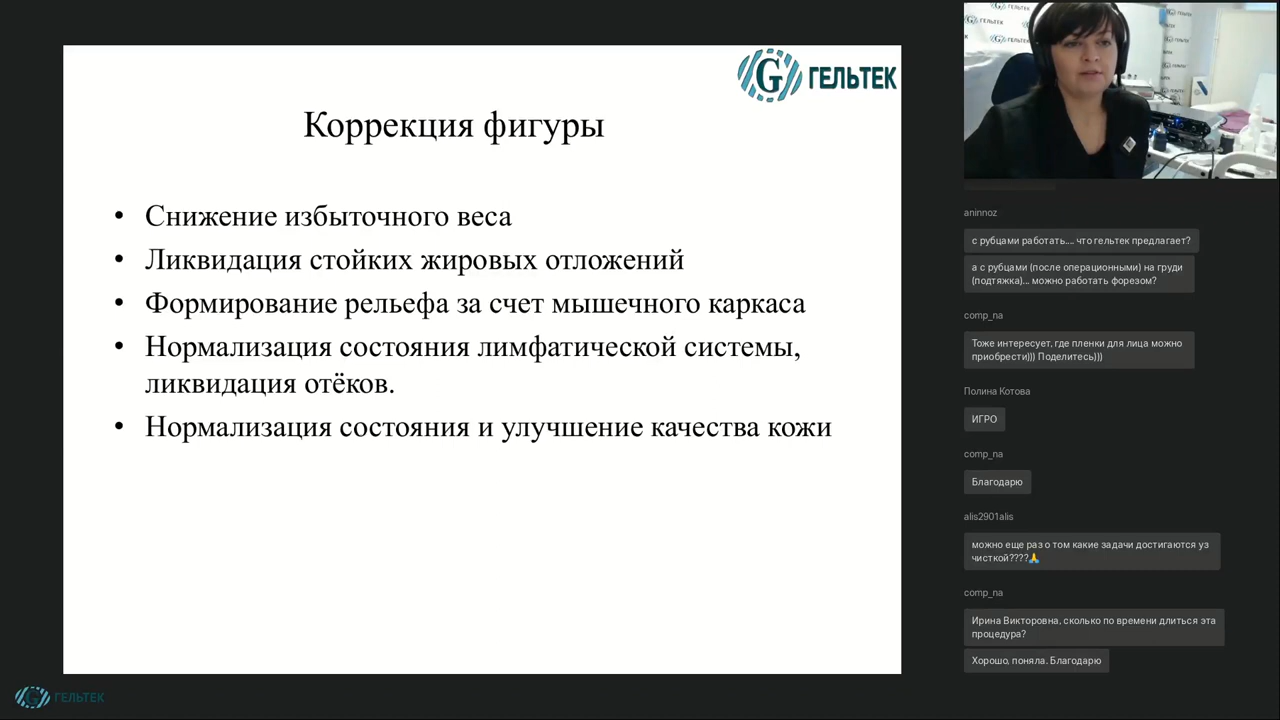 ГЕЛЬТЕК
Коррекция фигуры
• Снижение избыточного веса
• Ликвидация стойких жировых отложений
• Формирование рельефа за счет мышечного каркаса
• Нормализация состояния лимфатической системы,
ликвидация отёков.
• Нормализация состояния и улучшение качества кожи
ГЕЛЬТЕК
ГЕЛЬТЕК
aninnoz
с рубцами работать.... что гельтек предлагает?
а с рубцами (после операционными) на груди
(подтяжка)... можно работать форезом?
comp_na
Тоже интересует, где пленки для лица можно
приобрести))) Поделитесь)))
Полина Котова
ИГРО
comp_na
Благодарю
alis2901alis
можно еще раз о том какие задачи достигаются уз
чисткой????🙏
comp_na
Ирина Викторовна, сколько по времени длиться эта
процедура?
Хорошо, поняла. Благодарю